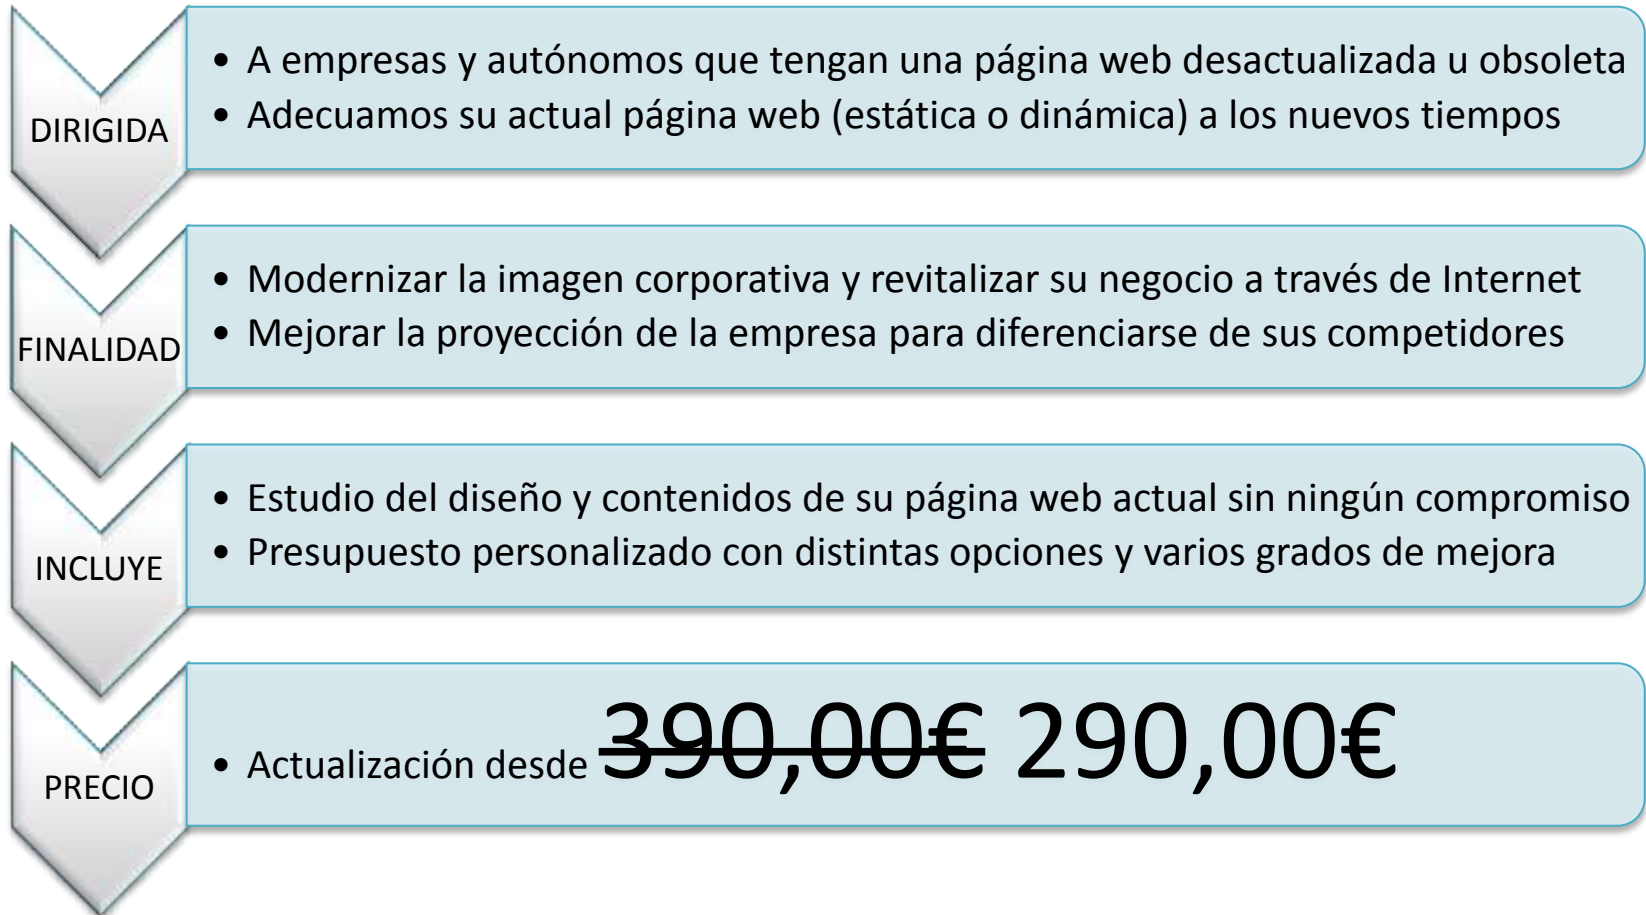 DIRIGIDA
• A empresas y autónomos que tengan una página web desactualizada u obsoleta
• Adecuamos su actual página web (estática o dinámica) a los nuevos tiempos
FINALIDAD
• Modernizar la imagen corporativa y revitalizar su negocio a través de Internet
• Mejorar la proyección de la empresa para diferenciarse de sus competidores
INCLUYE
• Estudio del diseño y contenidos de su página web actual sin ningún compromiso
• Presupuesto personalizado con distintas opciones y varios grados de mejora
PRECIO
• Actualización desde 390,00€ 290,00€